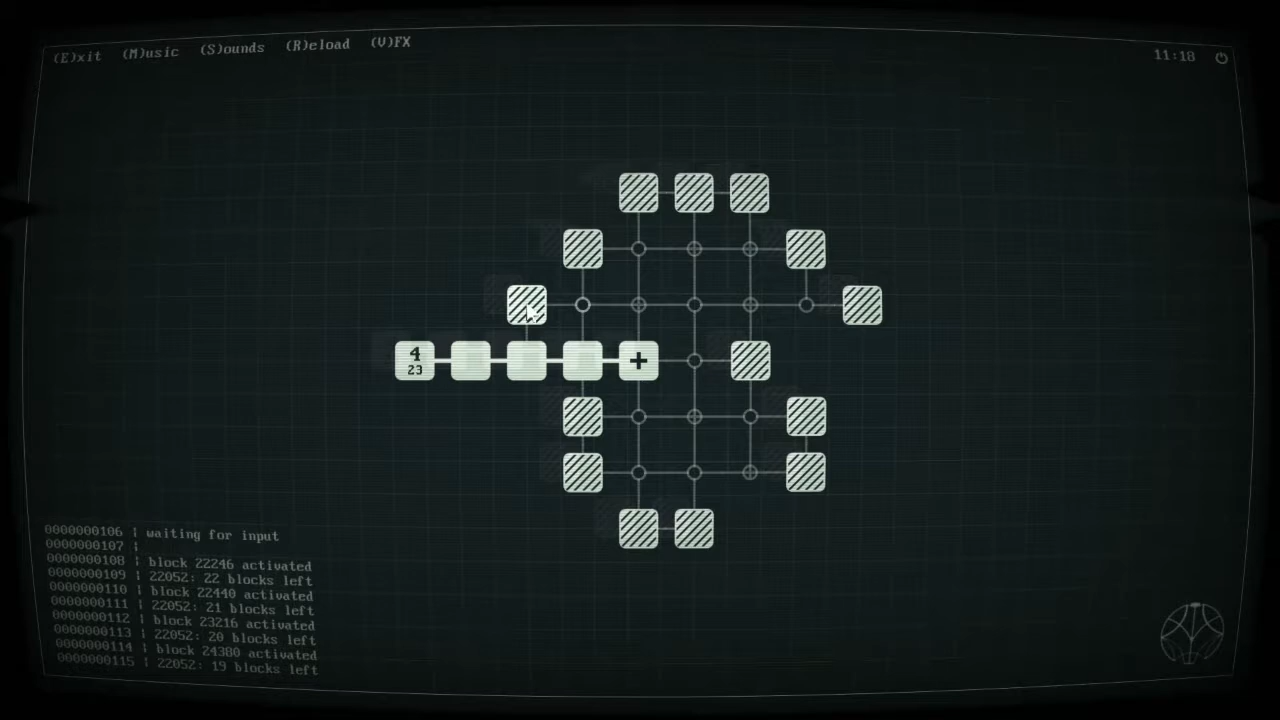 (E)xit (M)usic (S)ounds (R)eload (V)FX
11:18
4
23
+
0000000106 | waiting for input
0000000107 |
0000000108 | block 22246 activated
0000000109 | 22052: 22 blocks left
0000000110 | block 22440 activated
0000000111 | 22052: 21 blocks left
0000000112 | block 23216 activated
0000000113 | 22052: 20 blocks left
0000000114 | block 24380 activated
0000000115 | 22052: 19 blocks left